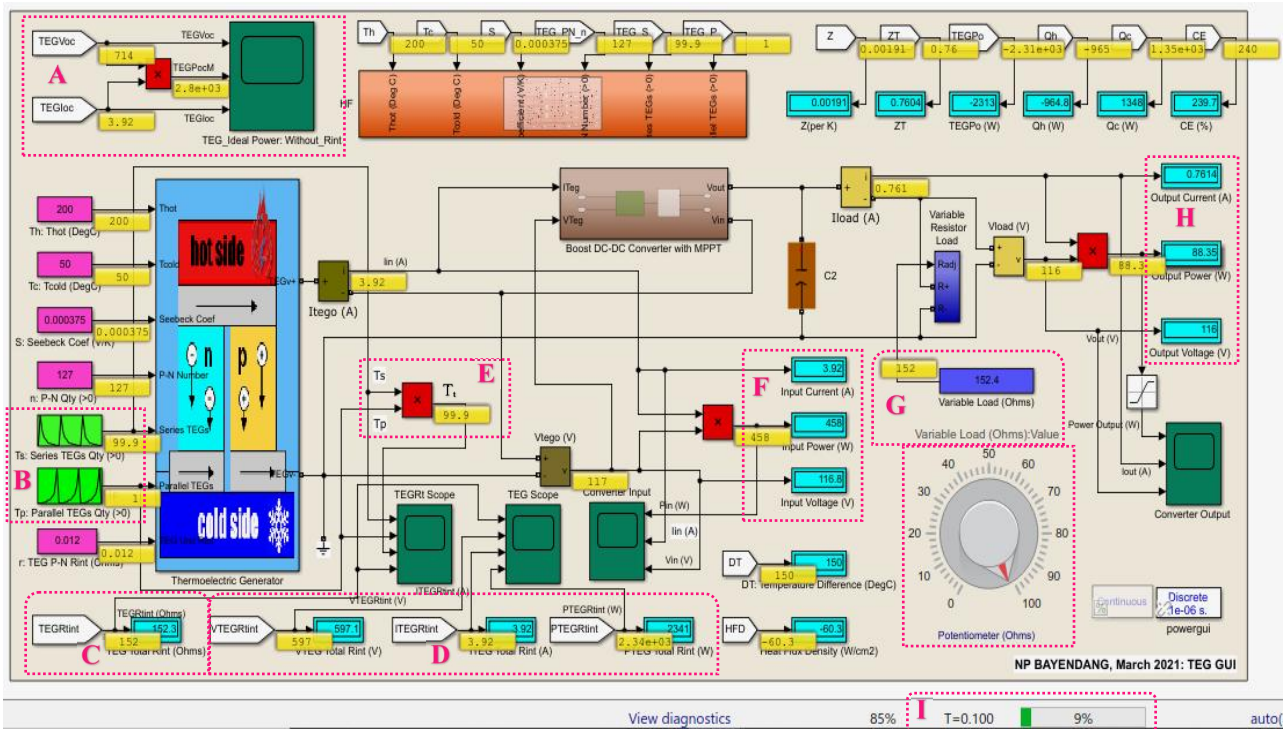 TEGVoc
714
TEGVoc
A
TEGPocM
2.8e+03
TEGIoc
3.92
TEGIoc
TEG_Ideal Power: Without_Rint
Th
Tc
S
TEG_PN_n
TEG_S
TEG_P
200
50
0.000375
127
99.9
1
HF
Thot (Deg C)
Tcold (Deg C)
Z
ZT
TEGPo
Qh
Qc
CE
0.00191
0.76
-2.31e+03
-965
1.35e+03
240
0.00191
0.7604
-2313
-964.8
1348
239.7
Z(per K)
ZT
TEGPo (W)
Qh (W)
Qc (W)
CE (%)
200
200
Th: Thot (DegC)
50
50
Tc: Tcold (DegC)
0.000375
0.000375
S: Seebeck Coef (V/K)
127
127
n: P-N Qty (>0)
B
99.9
Ts: Series TEGs Qty (>0)
1
Tp: Parallel TEGs Qty (>0)
0.012
0.012
r: TEG P-N Rint (Ohms)
Thot
Tcold
Seebeck Coef
P-N Number
Series TEGs
Parallel TEGs
hot side
n
p
cold side
TEGv+
TEGv-
Thermoelectric Generator
Iin (A)
3.92
Itego (A)
ITeg
VTeg
Vout
Vin
Boost DC-DC Converter with MPPT
C2
i
0.761
Iload (A)
Variable
Resistor
Load
Radj
R+
R-
Vload (V)
v
116
88.3
0.7614
Output Current (A)
H
88.35
Output Power (W)
116
Output Voltage (V)
Vout (V)
Ts
E
Tt
Tp
99.9
Vtego (V)
117
F
3.92
Input Current (A)
458
458
Input Power (W)
116.8
Input Voltage (V)
G
152
152.4
Variable Load (Ohms)
Variable Load (Ohms):Value
0
10
20
30
40
50
60
70
80
90
100
Potentiometer (Ohms)
Power Output (W)
Iout (A)
Converter Output
TEGRt Scope
TEG Scope
Converter Input
Pin (W)
Iin (A)
Vin (V)
ITEGRtint (A)
VTEGRtint (V)
PTEGRtint (W)
DT
150
150
DT: Temperature Difference (DegC)
HFD
-60.3
-60.3
Heat Flux Density (W/cm2)
TEGRtint
TEGRtint (Ohms)
152.3
152
TEG Total Rint (Ohms)
C
VTEGRtint
597.1
597
VTEG Total Rint (V)
D
ITEGRtint
3.92
3.92
ITEG Total Rint (A)
PTEGRtint
2341
2.34e+03
PTEG Total Rint (W)
Continuous
Discrete
1e-06 s.
powergui
NP BAYENDANG, March 2021: TEG GUI
View diagnostics
85%
I
T=0.100
9%
auto(